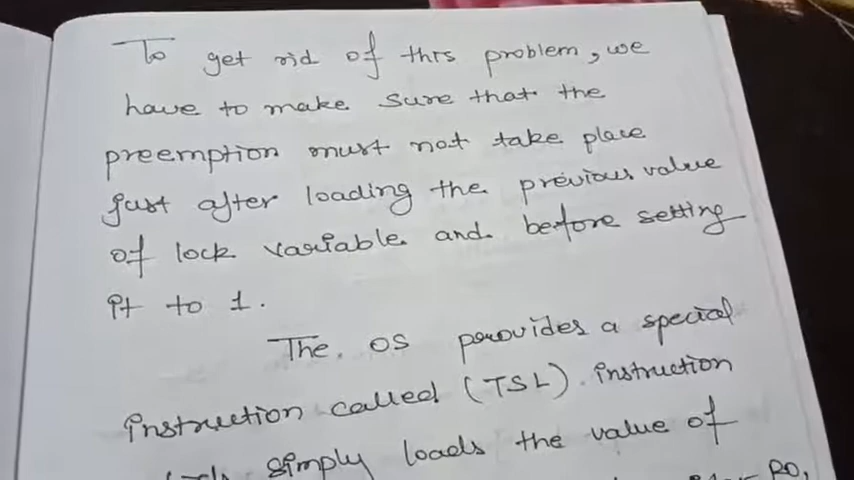 To get rid of this problem, we
have to make sure that the
preemption must not take place
just after loading the previous value
of lock variable and before setting
it to 1.
The OS provides a special
instruction called (TSL) instruction
simply loads the value of
R0,